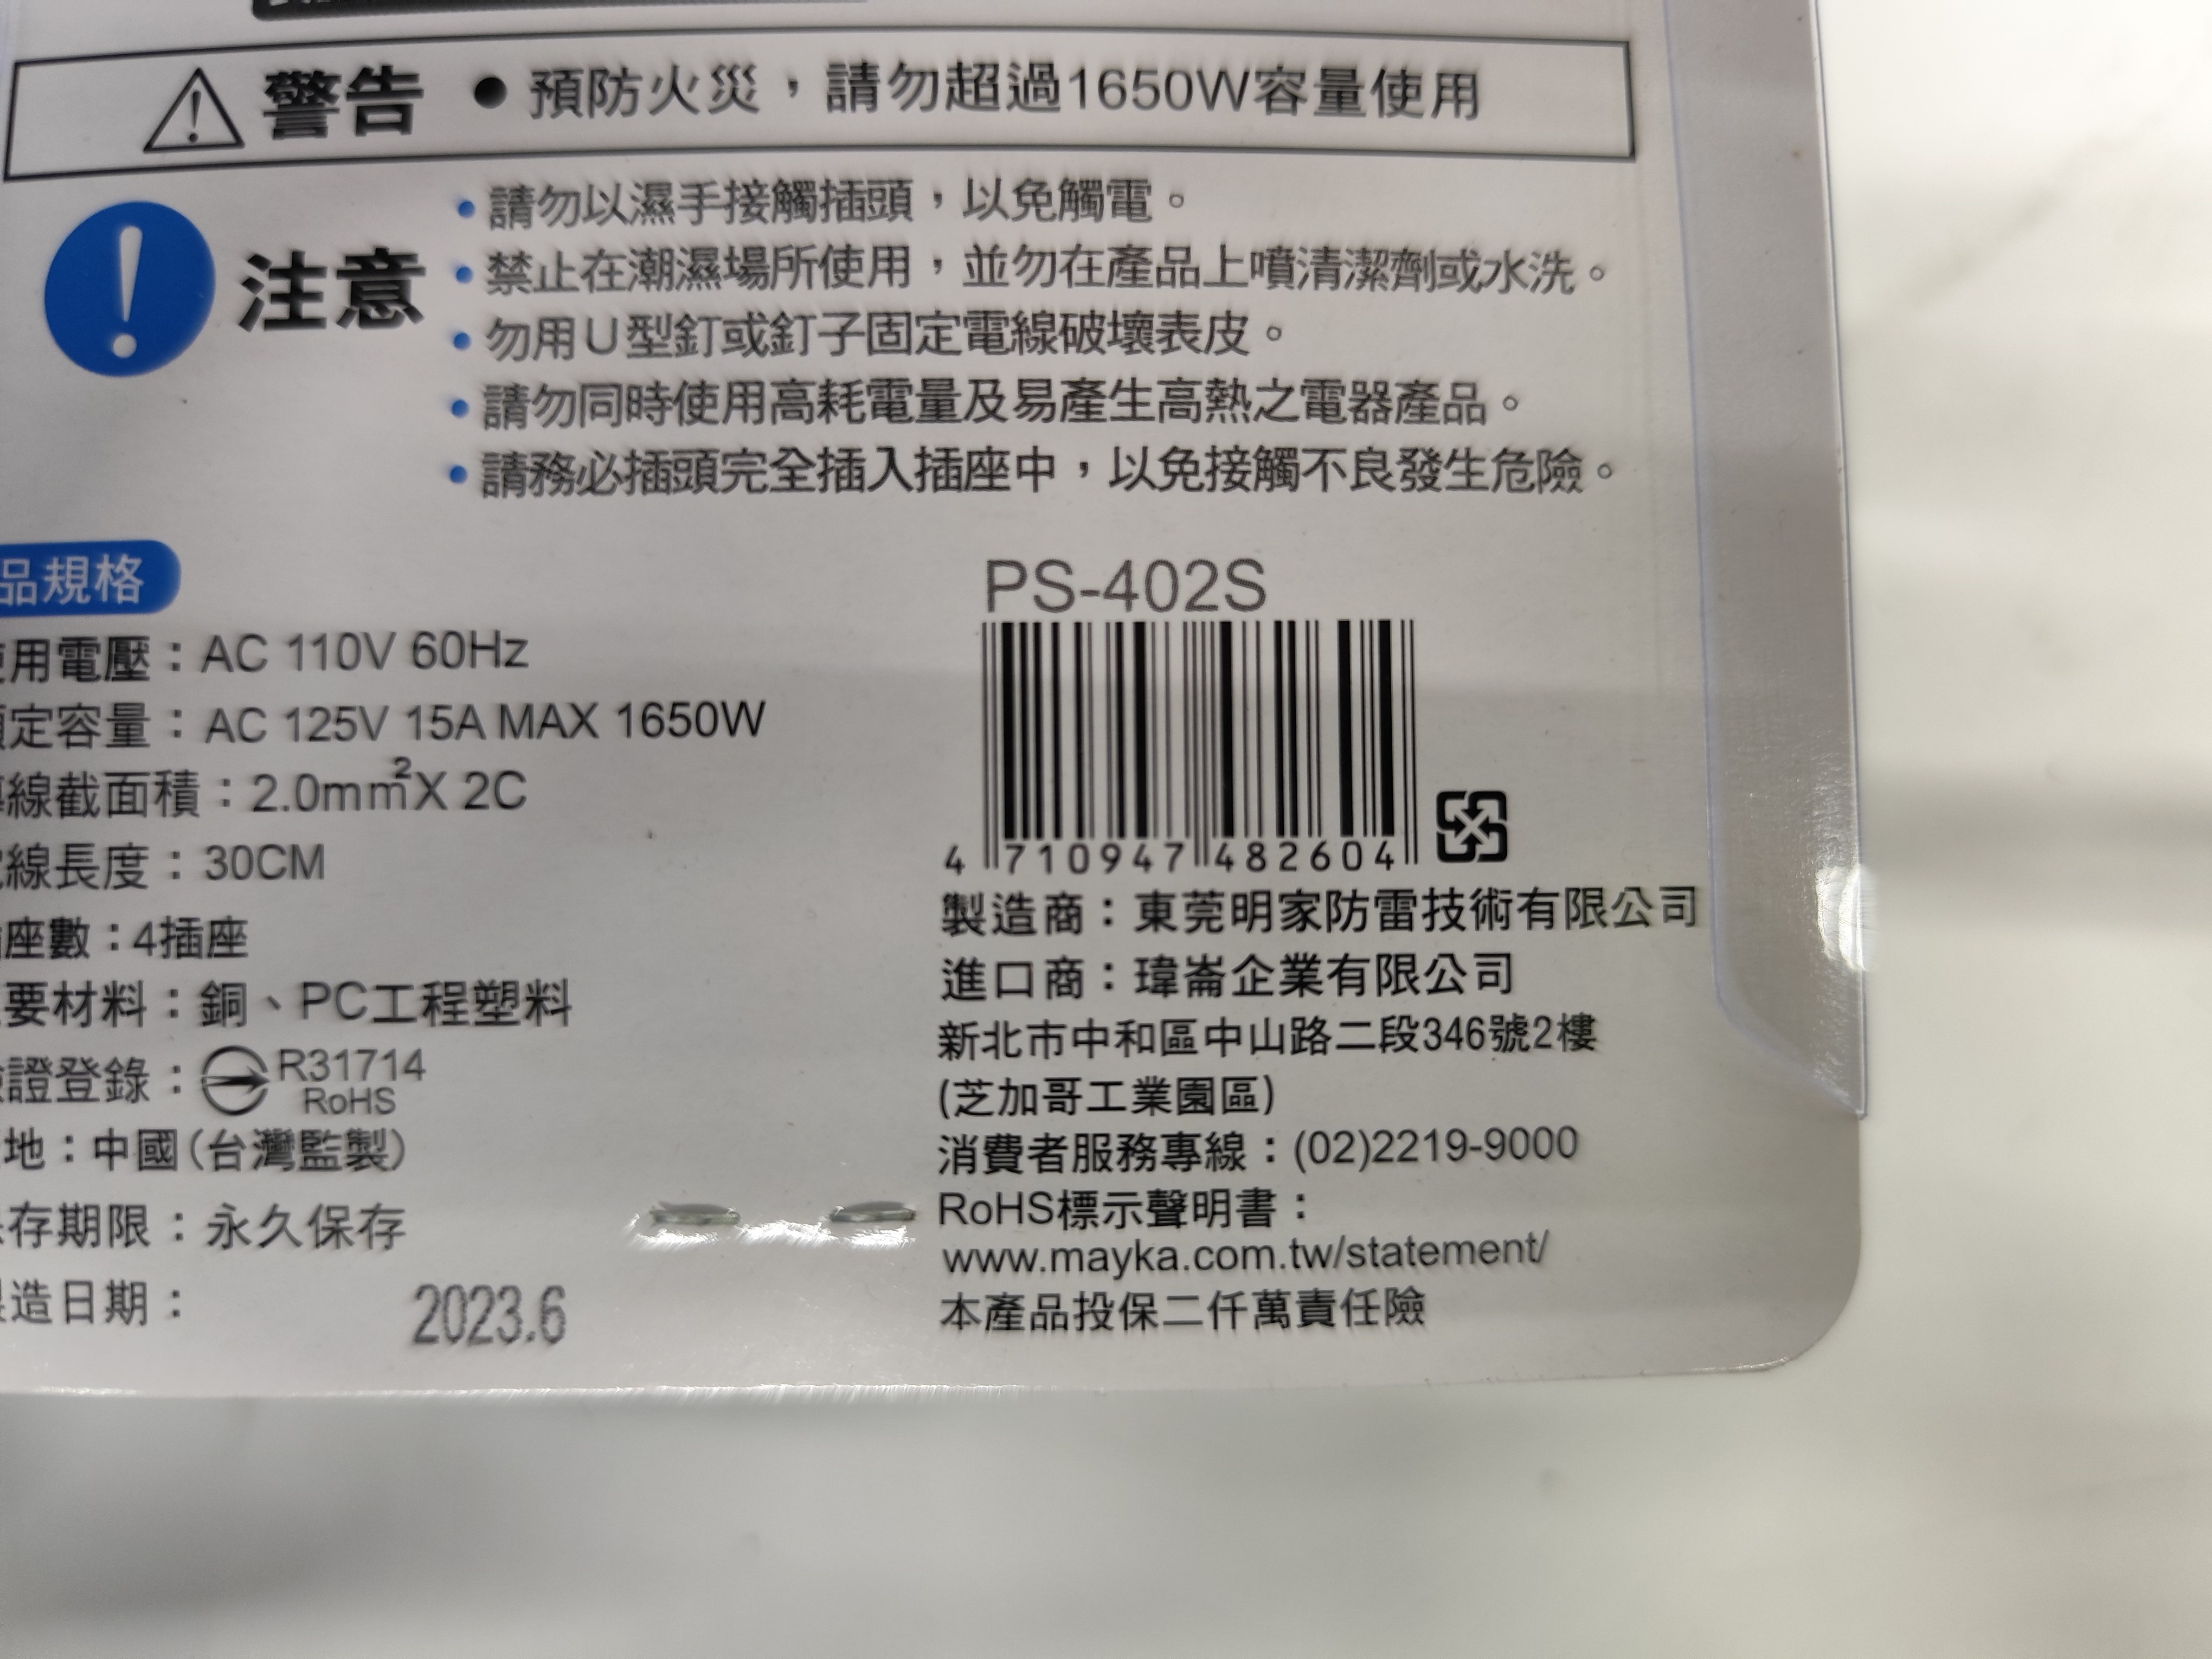 警告 ● 預防火災，請勿超過1650W容量使用
注意
• 請勿以濕手接觸插頭，以免觸電。
• 禁止在潮濕場所使用，並勿在產品上噴清潔劑或水洗。
• 勿用U型釘或釘子固定電線破壞表皮。
• 請勿同時使用高耗電量及易產生高熱之電器產品。
• 請務必插頭完全插入插座中，以免接觸不良發生危險。
品規格
用電壓：AC 110V 60Hz
定容量：AC 125V 15A MAX 1650W
線截面積：2.0mm²X 2C
線長度：30CM
座數：4插座
要材料：銅、PC工程塑料
證登錄：R31714
RoHS
地：中國(台灣監製)
存期限：永久保存
造日期：
2023.6
PS-402S
4 710947 482604
製造商：東莞明家防雷技術有限公司
進口商：瑋崙企業有限公司
新北市中和區中山路二段346號2樓
(芝加哥工業園區)
消費者服務專線：(02)2219-9000
RoHS標示聲明書：
www.mayka.com.tw/statement/
本產品投保二仟萬責任險